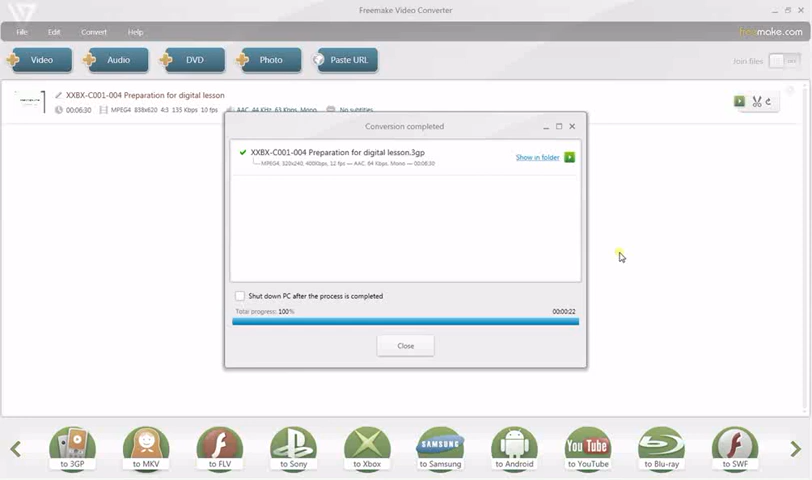 Freemake Video Converter
File Edit Convert Help
freemake.com
Video Audio DVD Photo Paste URL
Join files
XXBX-C001-004 Preparation for digital lesson
00:06:30 MPEG4 838x620 4:3 135 Kbps 10 fps AAC, 44 KHz, 63 Kbps, Mono No subtitles
Conversion completed
XXBX-C001-004 Preparation for digital lesson.3gp
Show in folder
MPEG4, 320x240, 400Kbps, 12 fps — AAC, 64 Kbps, Mono — 00:06:30
Shut down PC after the process is completed
Total progress: 100%
00:00:22
Close
to 3GP to MKV to FLV to Sony to Xbox to Samsung to Android to YouTube to Blu-ray to SWF